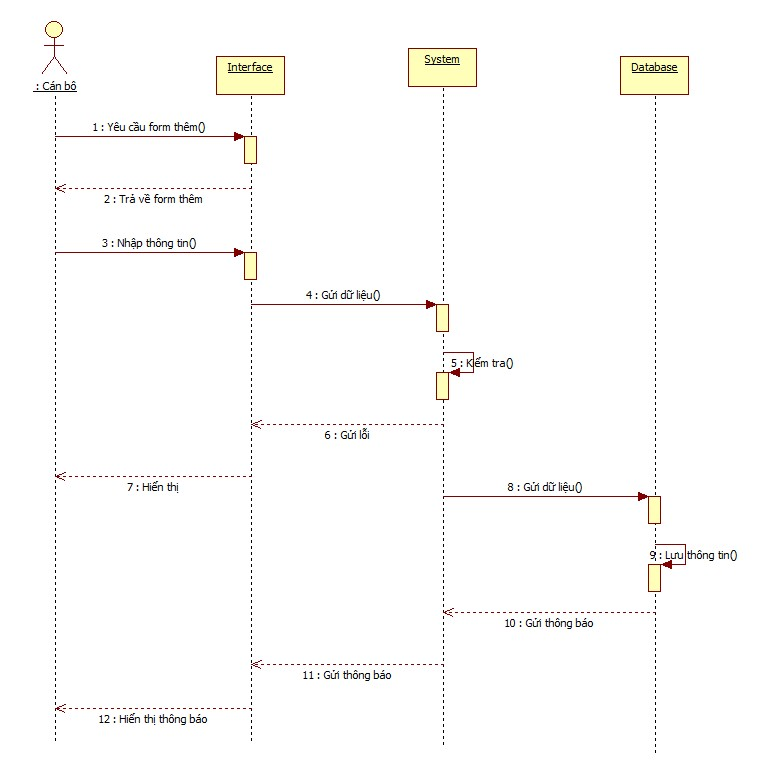 System
Interface
Database
: Cán bô
1 : Yêu cầu form thêm()
2 : Trả về form thêm
3 : Nhập thông tin()
4 : Gửi dữ liệu()
5 : Kiểm tra()
6 : Gửi lỗi
7 : Hiển thị
8 : Gửi dữ liệu()
9 : Lưu thông tin()
10 : Gửi thông báo
11 : Gửi thông báo
12 : Hiển thị thông báo